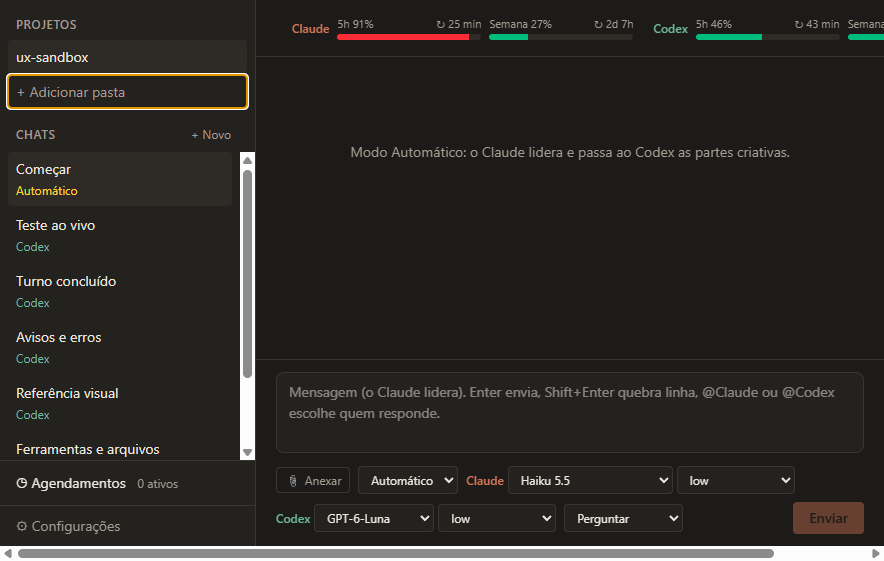 PROJETOS
ux-sandbox
+ Adicionar pasta
CHATS + Novo
Começar
Automático
Teste ao vivo
Codex
Turno concluído
Codex
Avisos e erros
Codex
Referência visual
Codex
Ferramentas e arquivos
Agendamentos 0 ativos
Configurações
Claude 5h 91% ↻ 25 min Semana 27% ↻ 2d 7h Codex 5h 46% ↻ 43 min Semana
Modo Automático: o Claude lidera e passa ao Codex as partes criativas.
Mensagem (o Claude lidera). Enter envia, Shift+Enter quebra linha, @Claude ou @Codex
escolhe quem responde.
Anexar Automático Claude Haiku 5.5 low
Codex GPT-6-Luna low Perguntar Enviar